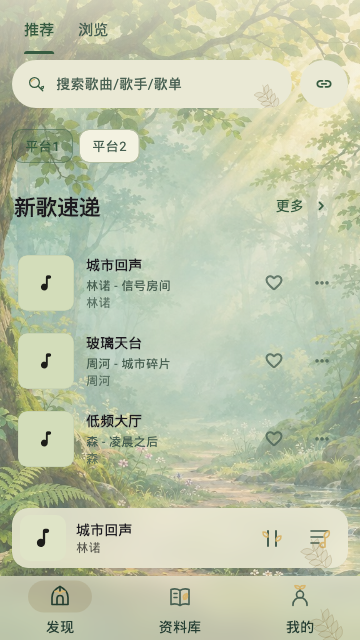 推荐 浏览
搜索歌曲/歌手/歌单
平台1 平台2
新歌速递 更多
城市回声
林诺 - 信号房间
林诺
玻璃天台
周河 - 城市碎片
周河
低频大厅
森 - 凌晨之后
森
城市回声
林诺
发现 资料库 我的